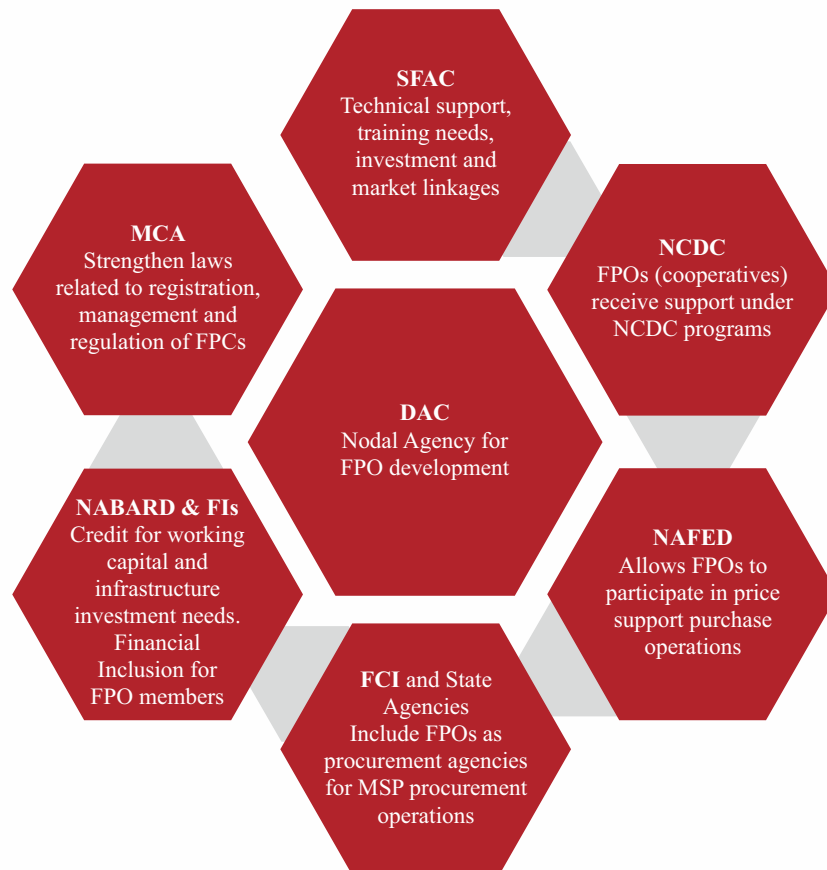 SFAC
Technical support,
training needs,
investment and
market linkages
MCA
Strengthen laws
related to registration,
management and
regulation of FPCs
NCDC
FPOs (cooperatives)
receive support under
NCDC programs
DAC
Nodal Agency for
FPO development
NABARD & FIs
Credit for working
capital and
infrastructure
investment needs.
Financial
Inclusion for
FPO members
NAFED
Allows FPOs to
participate in price
support purchase
operations
FCI and State
Agencies
Include FPOs as
procurement agencies
for MSP procurement
operations